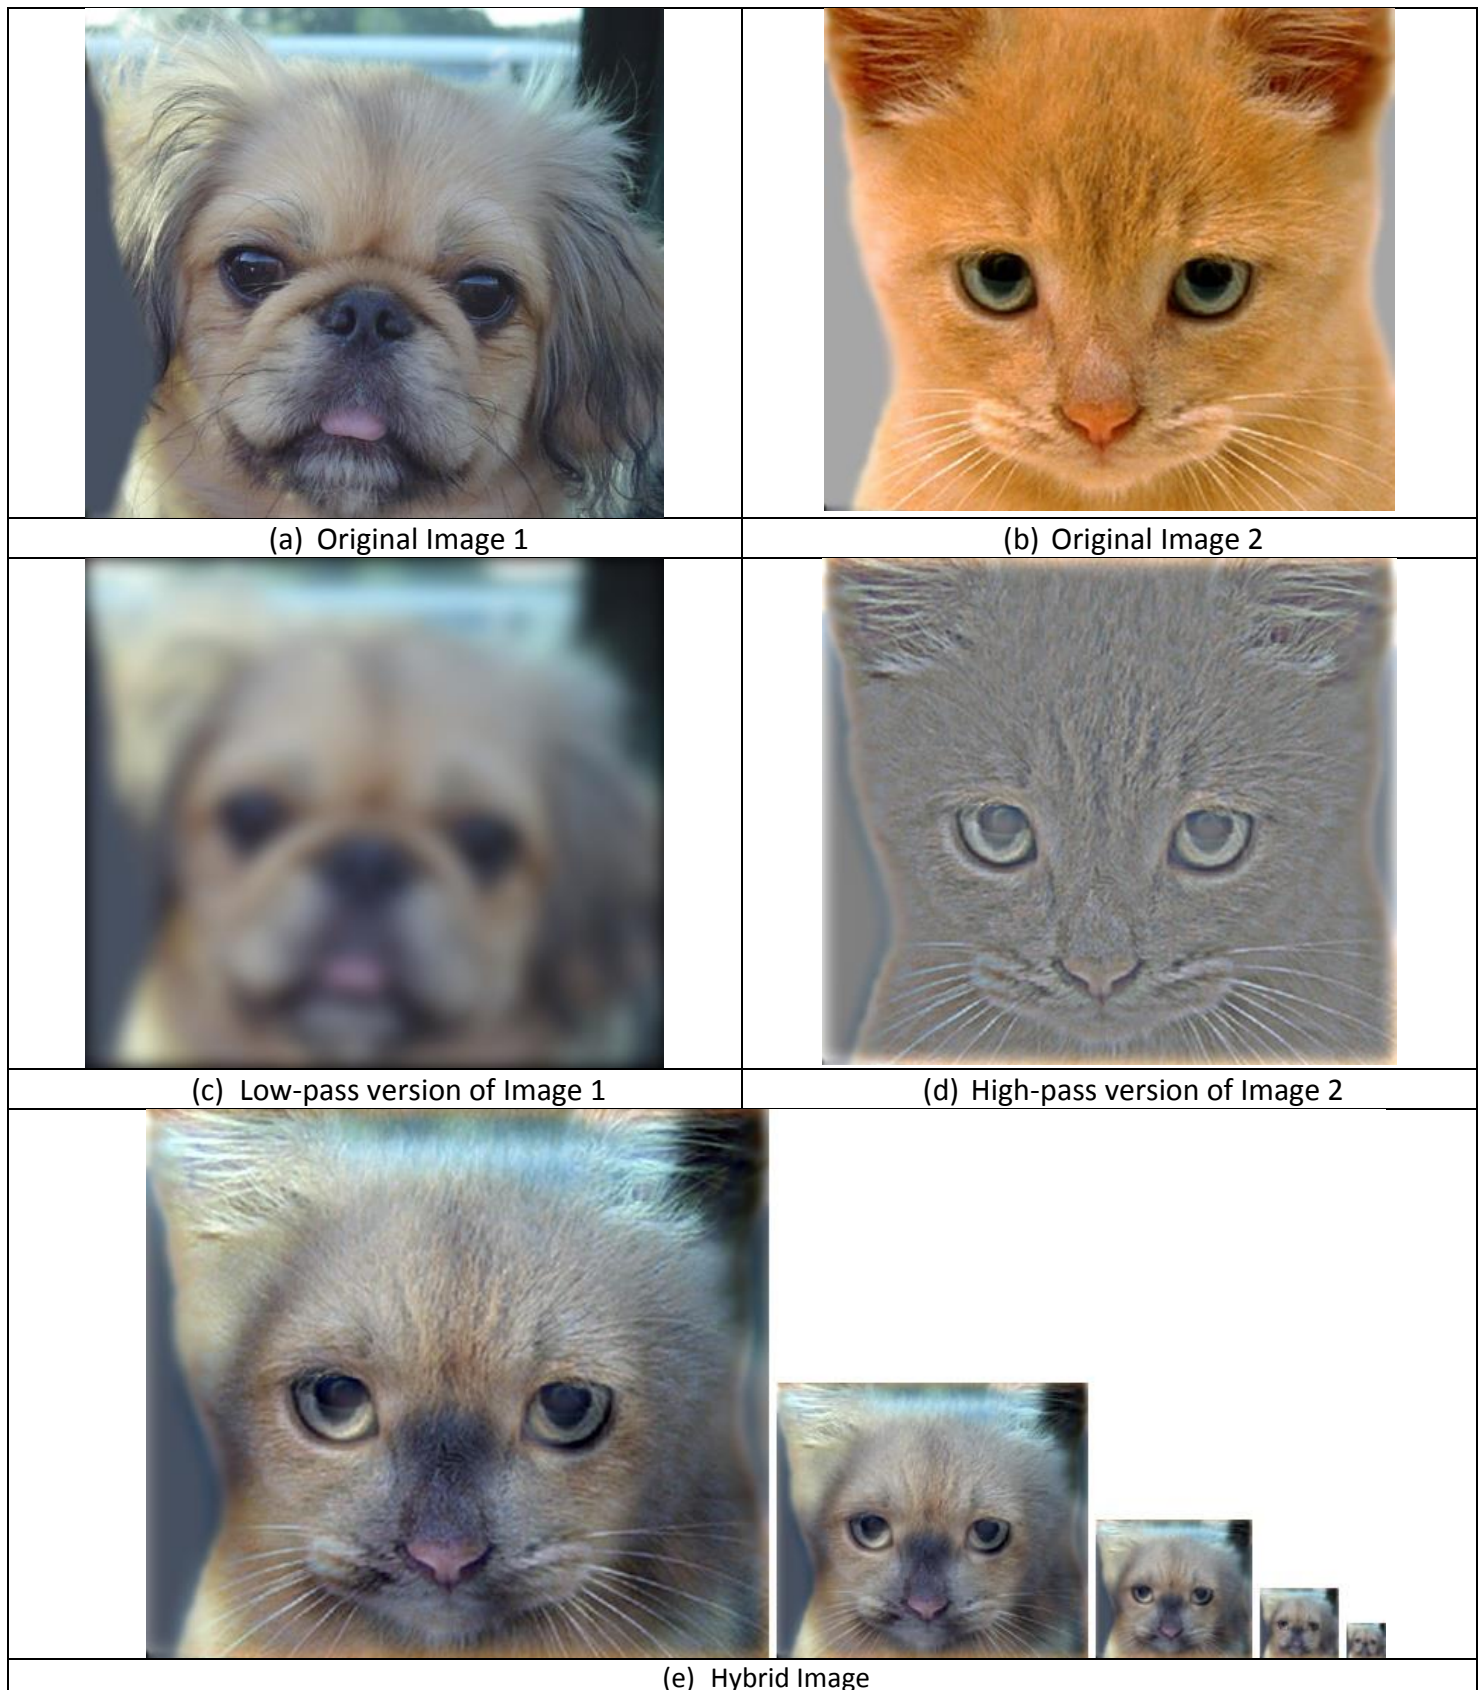 (a) Original Image 1
(b) Original Image 2
(c) Low-pass version of Image 1
(d) High-pass version of Image 2
(e) Hybrid Image